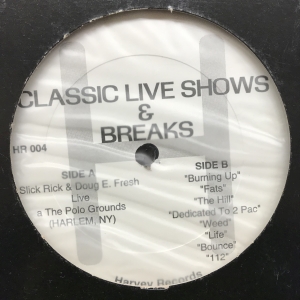 CLASSIC LIVE SHOWS
&
BREAKS
HR 004
SIDE A
Slick Rick & Doug E. Fresh
Live
a The Polo Grounds
(HARLEM, NY)
SIDE B
"Burning Up"
"Fats"
"The Hill"
"Dedicated To 2 Pac"
"Weed"
"Life"
"Bounce"
"112"
Harvey Records